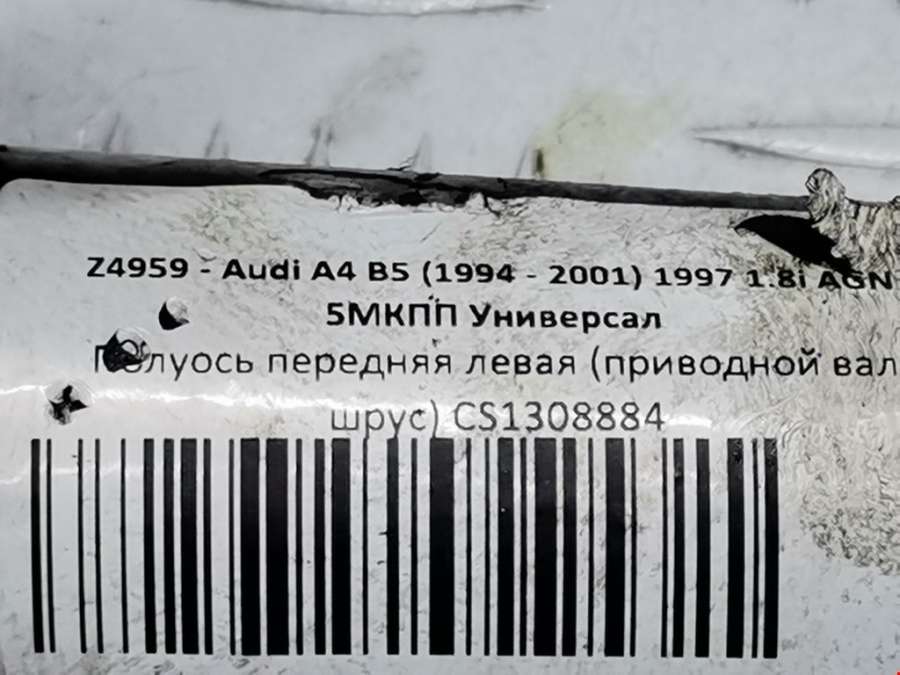 Z4959 - Audi A4 B5 (1994 - 2001) 1997 1.8i AGN
5МКПП Универсал
Полуось передняя левая (приводной вал
шрус) CS1308884